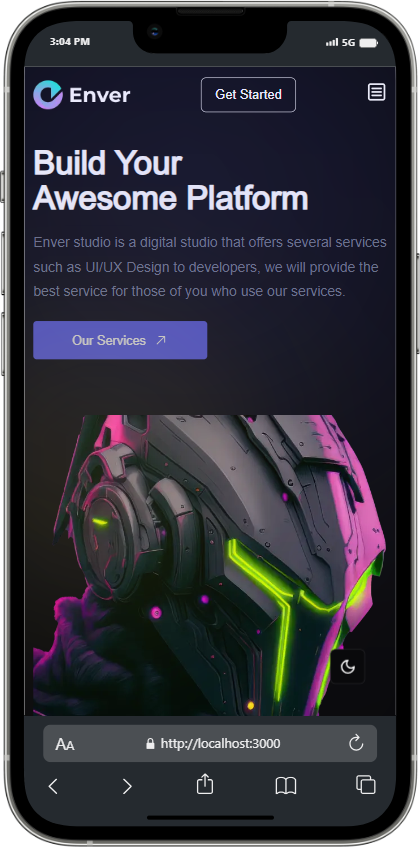 3:04 PM
5G
Enver
Get Started
Build Your
Awesome Platform
Enver studio is a digital studio that offers several services
such as UI/UX Design to developers, we will provide the
best service for those of you who use our services.
Our Services
AA
http://localhost:3000